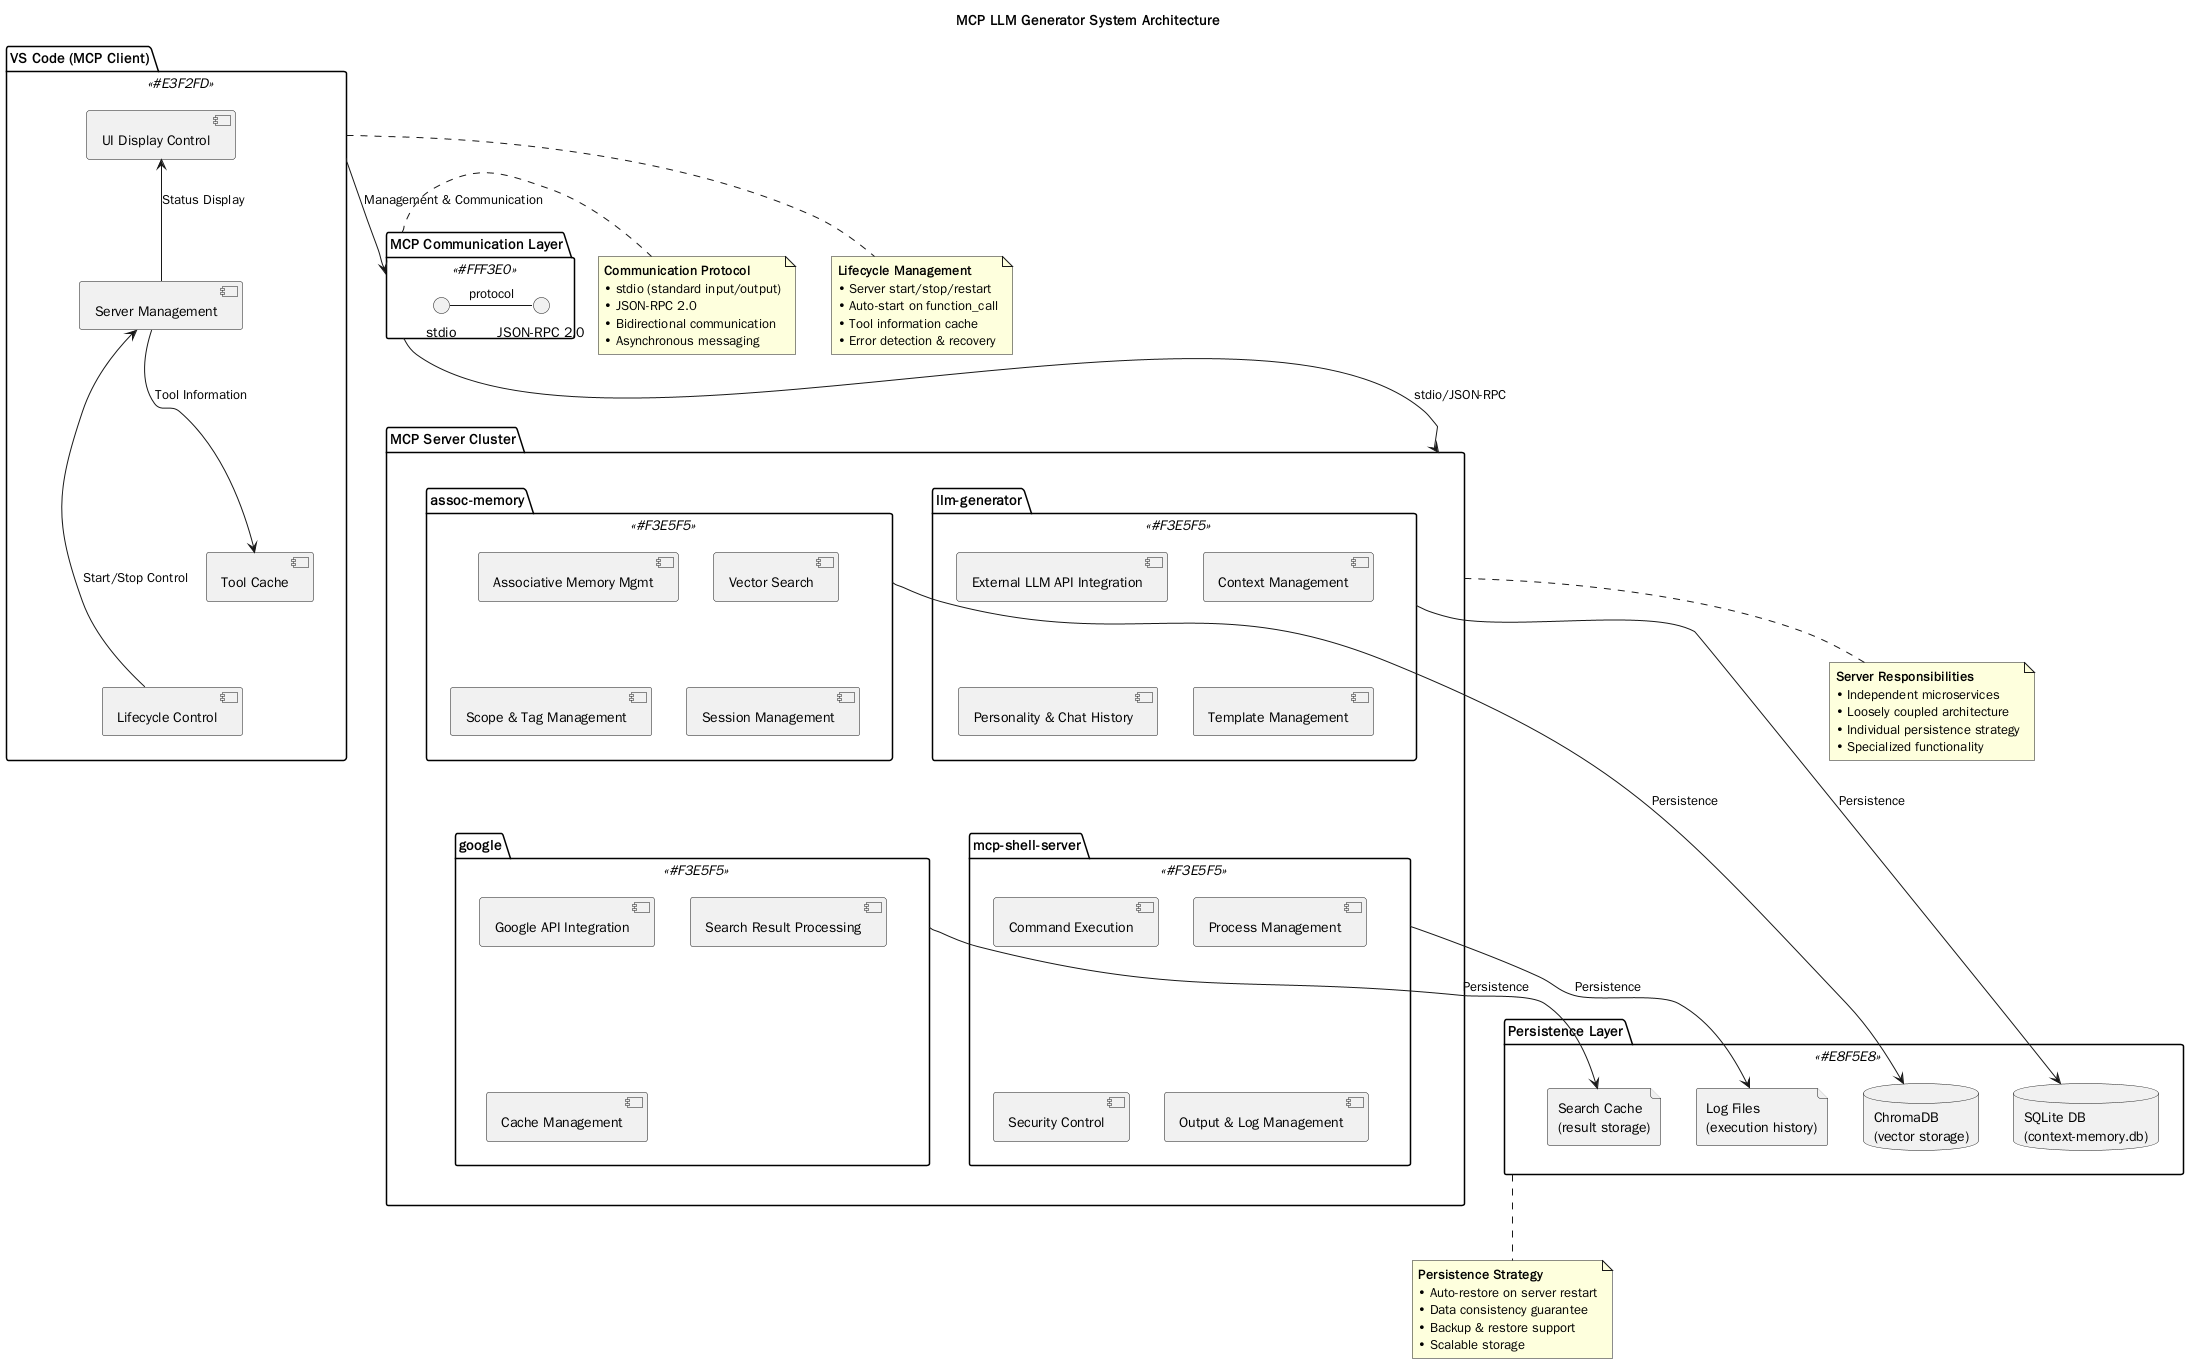 MCP LLM Generator System Architecture
VS Code (MCP Client)
«#E3F2FD»
UI Display Control
Status Display
Server Management
Tool Information
Start/Stop Control
Tool Cache
Lifecycle Control
Management & Communication
MCP Communication Layer
«#FFF3E0»
protocol
stdio
JSON-RPC 2.0
Communication Protocol
• stdio (standard input/output)
• JSON-RPC 2.0
• Bidirectional communication
• Asynchronous messaging
Lifecycle Management
• Server start/stop/restart
• Auto-start on function_call
• Tool information cache
• Error detection & recovery
stdio/JSON-RPC
MCP Server Cluster
assoc-memory
«#F3E5F5»
Associative Memory Mgmt
Vector Search
Scope & Tag Management
Session Management
llm-generator
«#F3E5F5»
External LLM API Integration
Context Management
Personality & Chat History
Template Management
Server Responsibilities
• Independent microservices
• Loosely coupled architecture
• Individual persistence strategy
• Specialized functionality
Persistence
Persistence
google
«#F3E5F5»
Google API Integration
Search Result Processing
Cache Management
mcp-shell-server
«#F3E5F5»
Command Execution
Process Management
Security Control
Output & Log Management
Persistence
Persistence
Persistence Layer
«#E8F5E8»
Search Cache
(result storage)
Log Files
(execution history)
ChromaDB
(vector storage)
SQLite DB
(context-memory.db)
Persistence Strategy
• Auto-restore on server restart
• Data consistency guarantee
• Backup & restore support
• Scalable storage